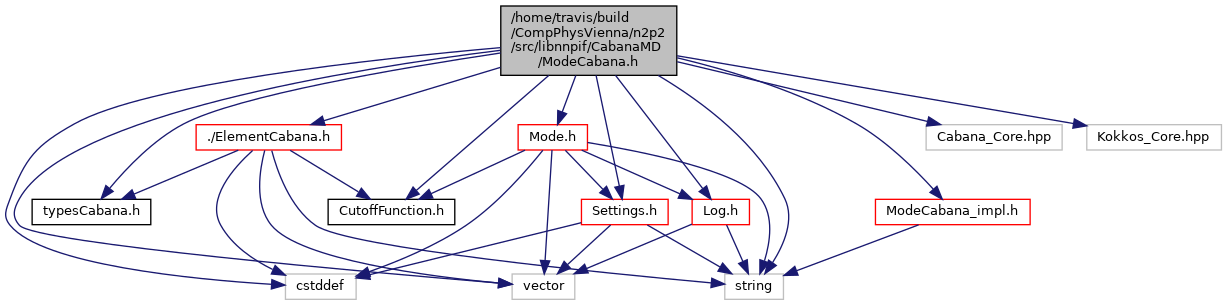 /home/travis/build
/CompPhysVienna/n2p2
/src/libnnpif/CabanaMD
/ModeCabana.h
./ElementCabana.h
Mode.h
Cabana_Core.hpp
Kokkos_Core.hpp
typesCabana.h
CutoffFunction.h
Settings.h
Log.h
ModeCabana_impl.h
cstddef
vector
string